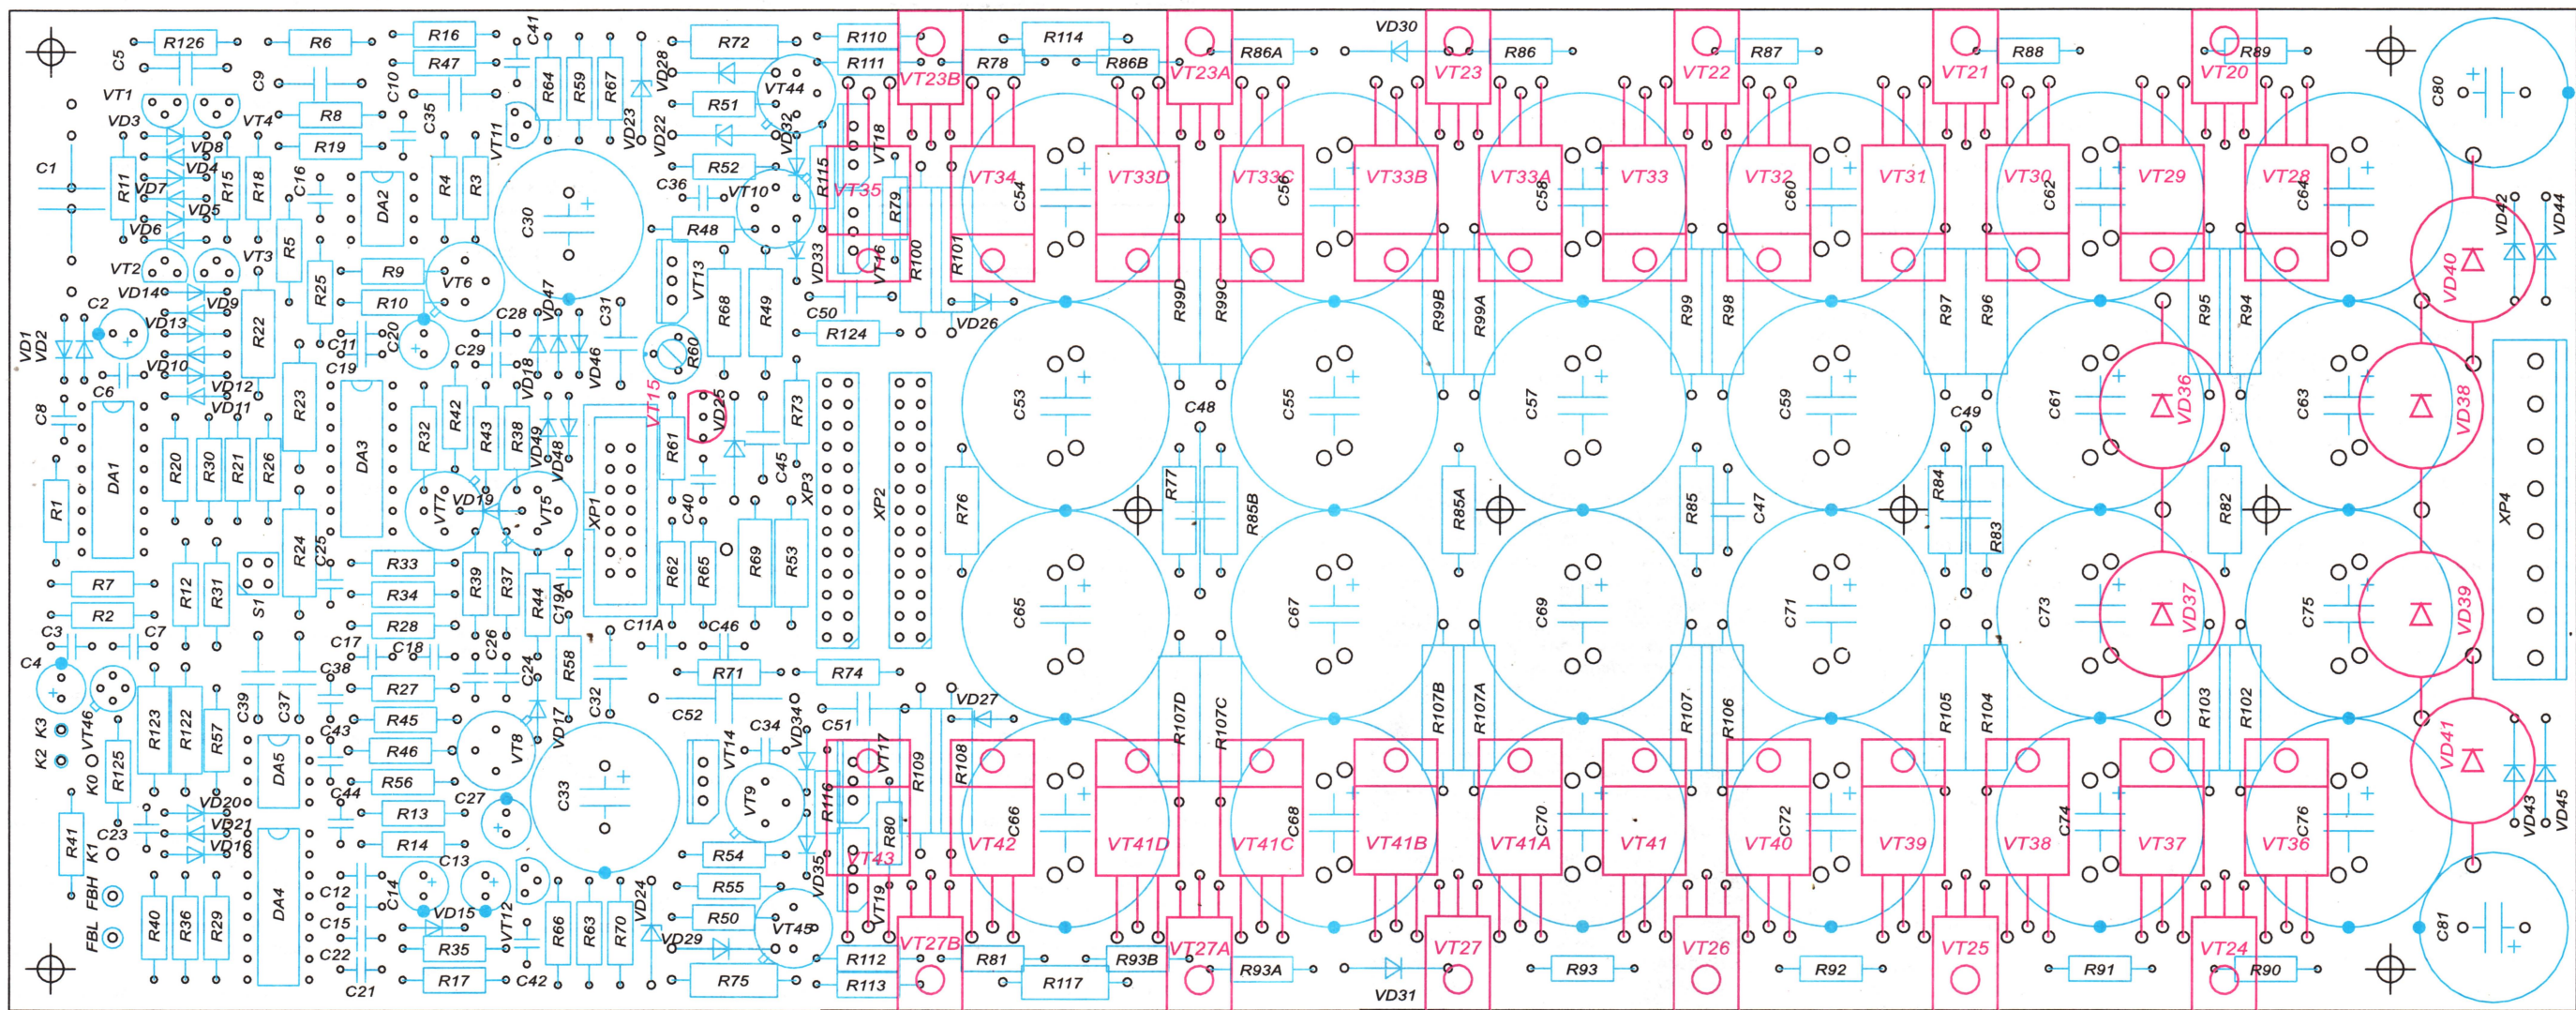 R126
R6
R16
C41
R72
R110
R114
VD30
C5
R47
VD28
R111
VT23B
R78
R86B
VT23A
R86A
VT23
R86
VT22
R87
VT21
R88
VT20
R89
C80
C9
C10
R64
R59
R67
VT44
VT1
VD3
VT4
R8
C35
VT11
VD23
VD22
R51
VD32
VT18
C1
R11
VD8
VD4
VD7
VD5
VD6
R15
R18
R19
C16
DA2
R4
R3
C30
R52
C36
VT10
R48
R115
VT35
R79
VT34
C54
VT33D
VT33C
C56
VT33B
VT33A
C58
VT33
VT32
C60
VT31
VT30
C62
VT29
VT28
C64
VD42
VD44
VT2
VT3
R5
R25
R9
VT6
R10
VT13
R68
R49
VD33
VT16
R100
R101
VD40
VD14
VD9
C2
VD13
VD10
VD12
VD11
VD1
VD2
C6
R22
C11
C19
C20
C28
C29
VD47
VD18
VD46
C31
R60
C50
R124
VD26
R99D
R99C
R99B
R99A
R99
R98
R97
R96
R95
R94
C8
DA1
R20
R30
R21
R26
R23
DA3
R32
R42
R43
R38
VD49
VD48
VT15
R61
VD25
C45
R73
XP3
XP2
C53
C48
C55
C57
C59
C49
C61
VD36
C63
VD38
XP4
R1
R24
C25
VT7
VD19
VT5
XP1
C40
R76
R77
R85B
R85A
R85
C47
R84
R83
R82
R7
R2
R12
R31
S1
R33
R34
R28
R39
R37
R44
C19A
R62
R65
R69
R53
C65
C67
C69
C71
C73
VD37
C75
VD39
C3
C7
C4
C17
C18
C26
C24
R58
C11A
C46
R71
R74
K3
K2
VT46
K0
R125
R123
R122
R57
C39
C37
C38
R27
R45
C43
R46
R56
C44
VT8
VD17
C32
C52
C34
VD34
C51
VD27
R107D
R107C
R107B
R107A
R107
R106
R105
R104
R103
R102
VD41
DA5
C33
VT14
VT9
R116
VT17
R109
R108
R41
C23
K1
VD20
VD21
VD16
R13
R14
C27
C13
R54
VD35
VT43
R80
VT42
C66
VT41D
VT41C
C68
VT41B
VT41A
C70
VT41
VT40
C72
VT39
VT38
C74
VT37
VT36
C76
VD43
VD45
FBH
FBL
R40
R36
R29
DA4
C12
C15
C22
C21
C14
VD15
R35
R17
VT12
C42
R66
R63
R70
VD24
VD29
R55
R50
VT45
R75
VT19
R112
R113
VT27B
R81
R117
R93B
VT27A
R93A
VD31
VT27
R93
VT26
R92
VT25
R91
VT24
R90
C81